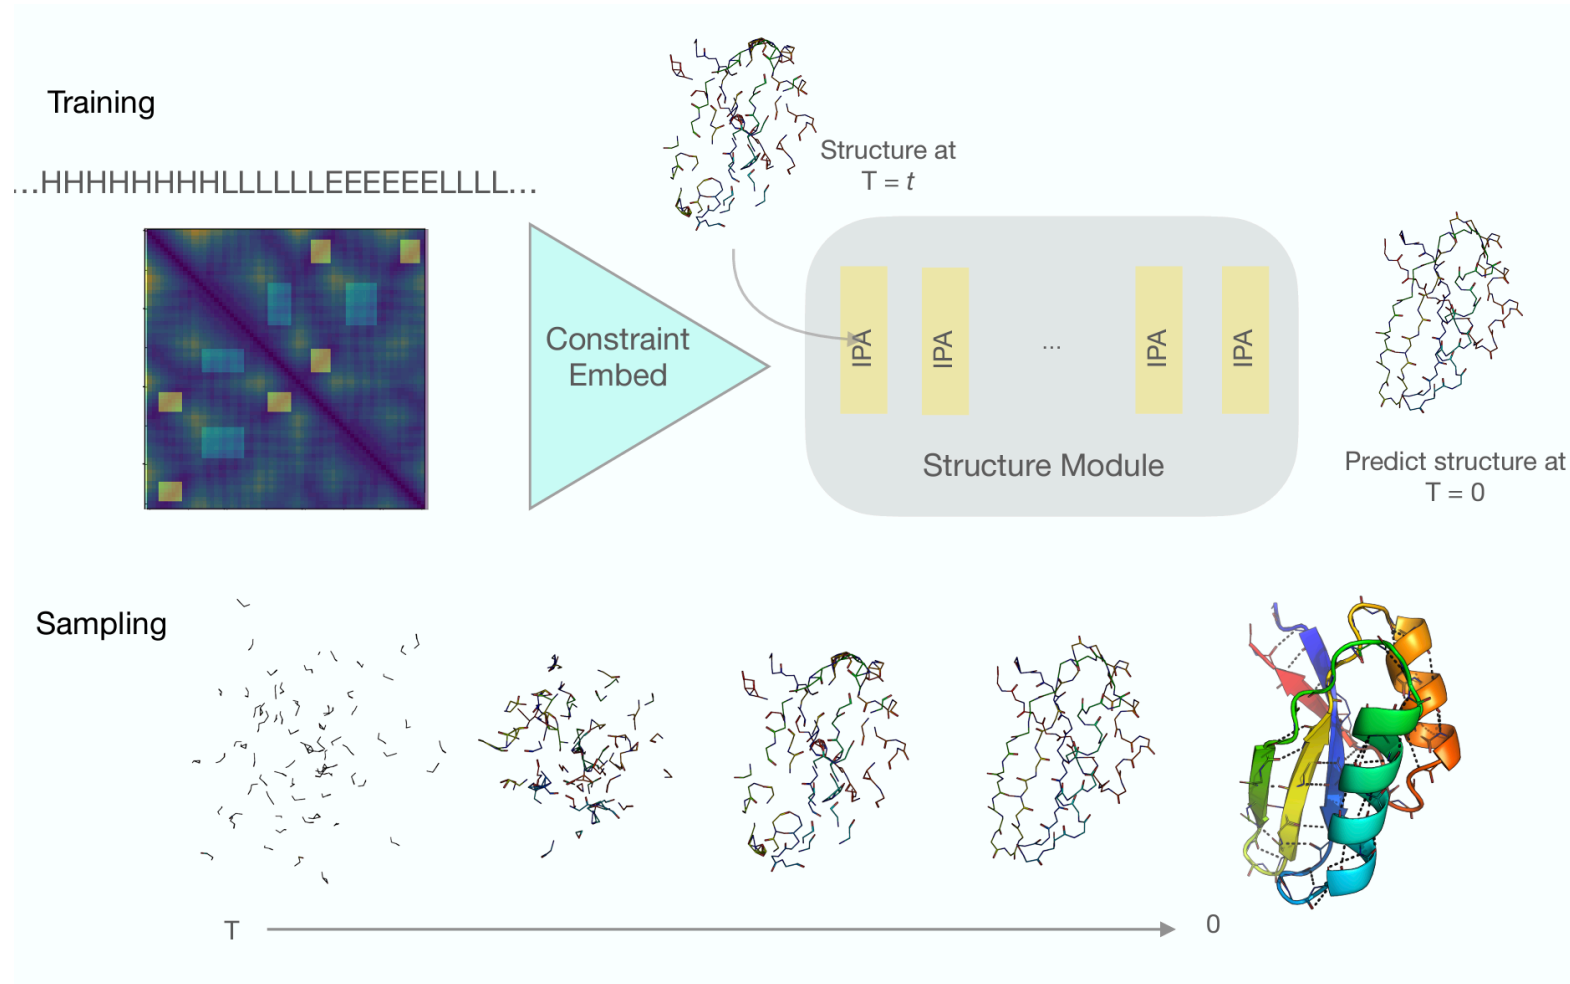 Training
...HHHHHHHHLLLLLLEEEEEELLLL...
Structure at
T = t
Constraint
Embed
IPA
IPA
...
IPA
IPA
Structure Module
Predict structure at
T = 0
Sampling
T
0